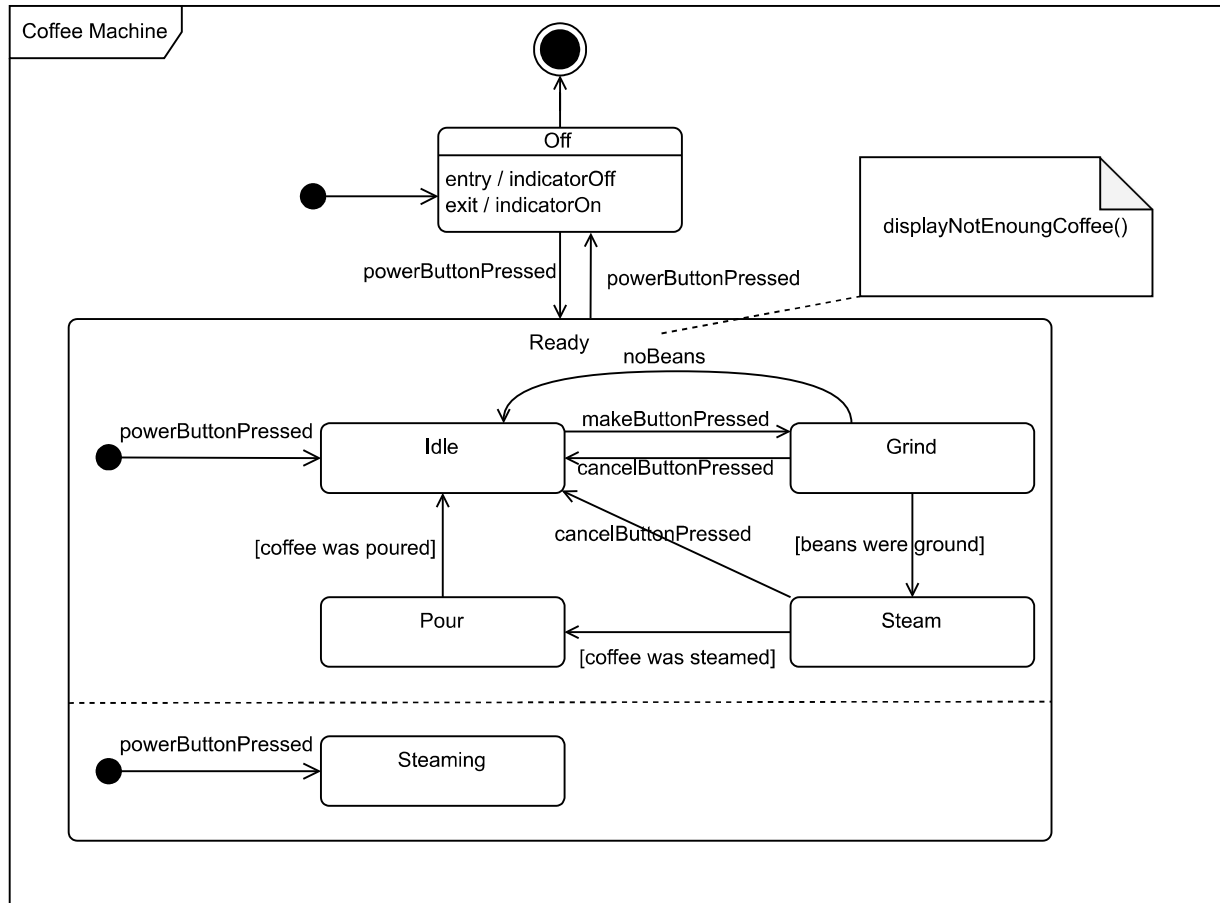 Coffee Machine
Off
entry / indicatorOff
exit / indicatorOn
displayNotEnoungCoffee()
powerButtonPressed
powerButtonPressed
Ready
noBeans
makeButtonPressed
powerButtonPressed
Idle
Grind
cancelButtonPressed
cancelButtonPressed
[coffee was poured]
[beans were ground]
Pour
Steam
[coffee was steamed]
powerButtonPressed
Steaming